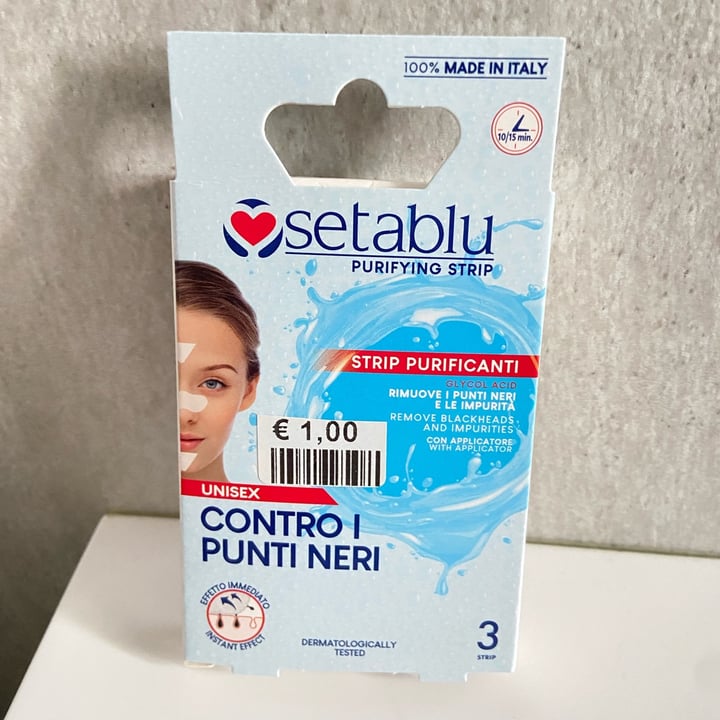 100% MADE IN ITALY
10/15 min.
setablu
PURIFYING STRIP
STRIP PURIFICANTI
GLYCOL ACID
RIMUOVE I PUNTI NERI
E LE IMPURITÀ
REMOVE BLACKHEADS
AND IMPURITIES
CON APPLICATORE
WITH APPLICATOR
€ 1,00
UNISEX
CONTRO I
PUNTI NERI
EFFETTO IMMEDIATO
INSTANT EFFECT
DERMATOLOGICALLY
TESTED
3
STRIP